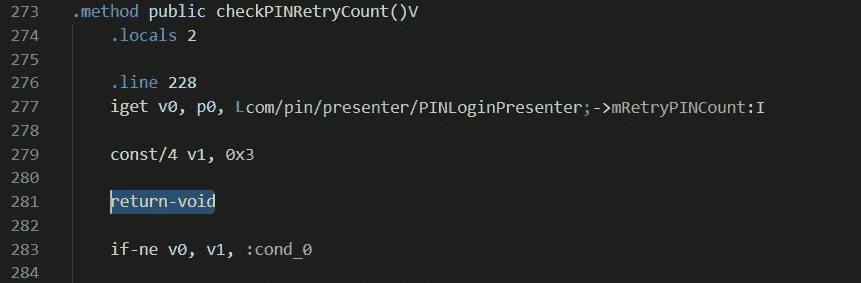 273 .method public checkPINRetryCount()V
274 .locals 2
275
276 .line 228
277 iget v0, p0, Lcom/pin/presenter/PINLoginPresenter;->mRetryPINCount:I
278
279 const/4 v1, 0x3
280
281 return-void
282
283 if-ne v0, v1, :cond_0
284